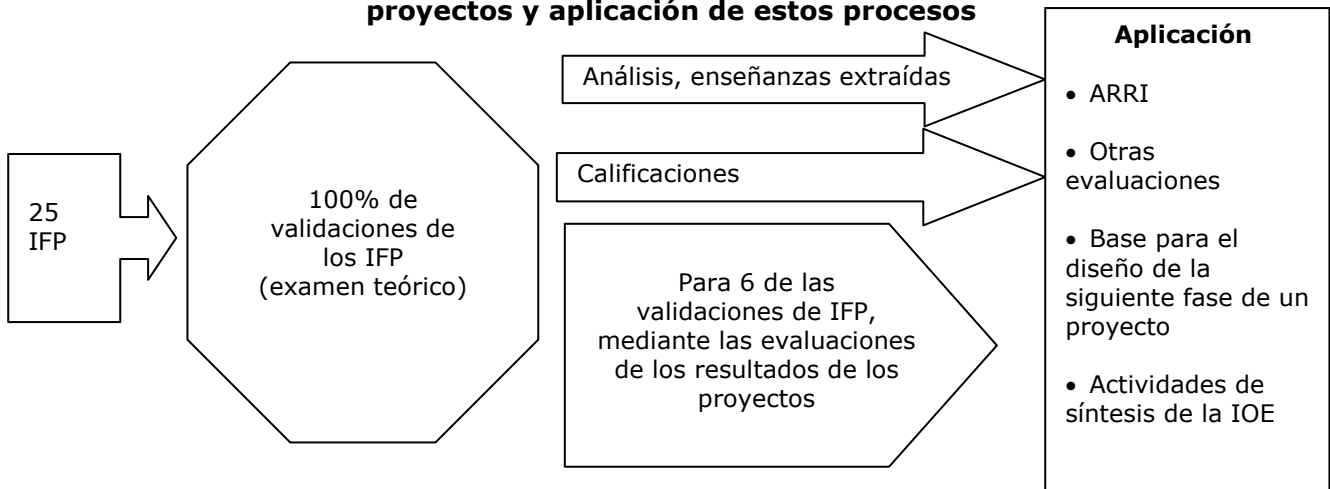 proyectos y aplicación de estos procesos
25
IFP
100% de
validaciones de
los IFP
(examen teórico)
Análisis, enseñanzas extraídas
Calificaciones
Para 6 de las
validaciones de IFP,
mediante las evaluaciones
de los resultados de los
proyectos
Aplicación
• ARRI
• Otras
evaluaciones
• Base para el
diseño de la
siguiente fase de un
proyecto
• Actividades de
síntesis de la IOE